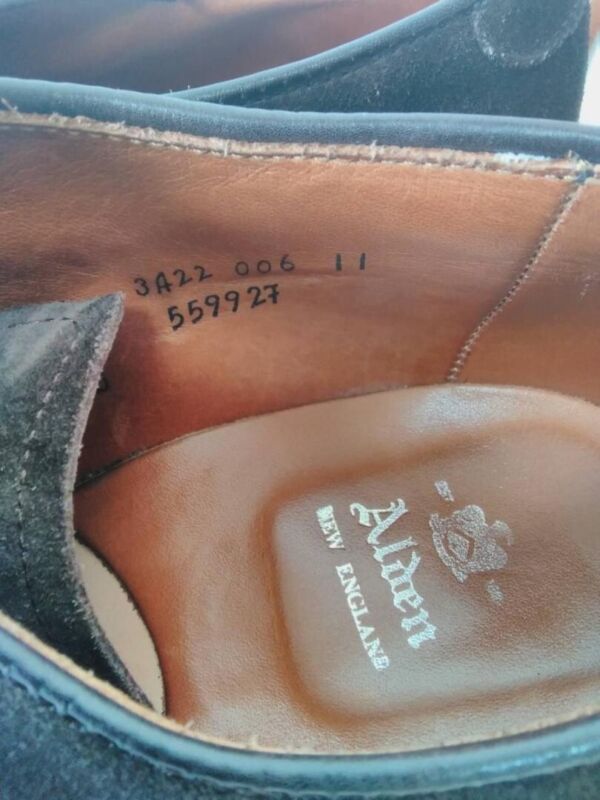 3A22 006 11
559927
Alden
NEW ENGLAND